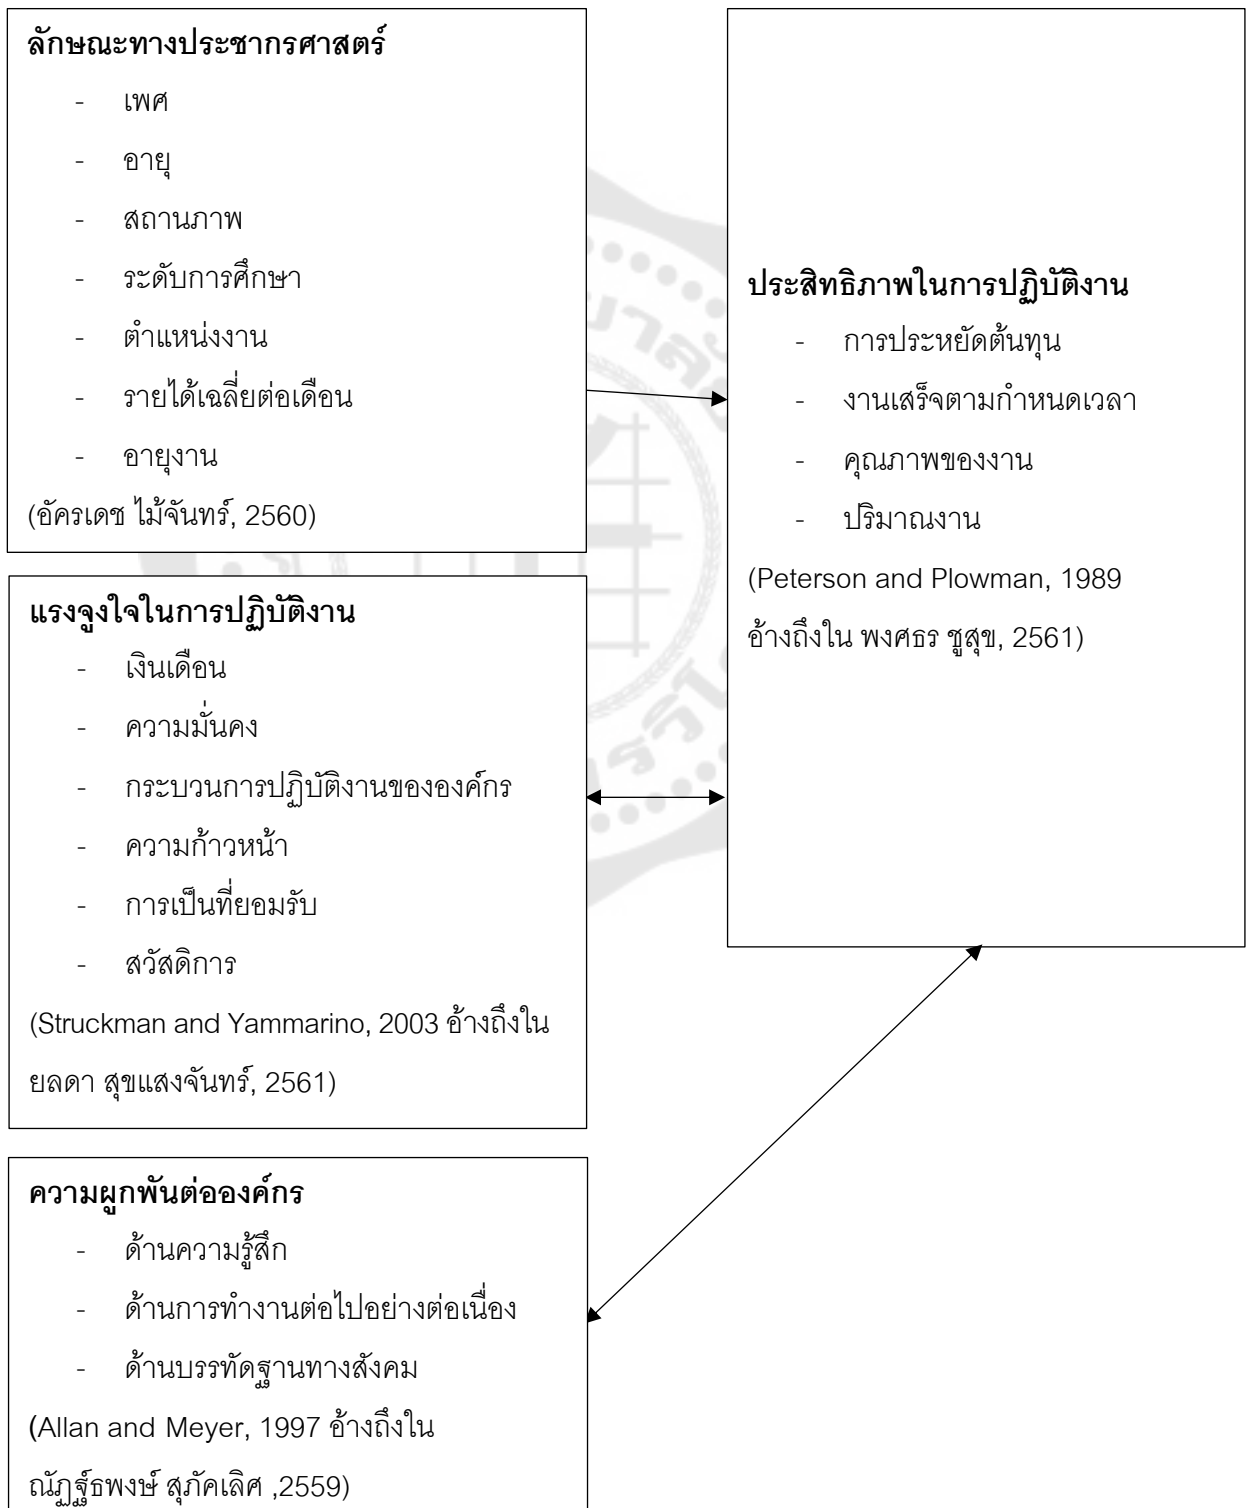 ลักษณะทางประชากรศาสตร์
- เพศ
- อายุ
- สถานภาพ
- ระดับการศึกษา
- ตำแหน่งงาน
- รายได้เฉลี่ยต่อเดือน
- อายุงาน
(อัครเดช ไม้จันทร์, 2560)
แรงจูงใจในการปฏิบัติงาน
- เงินเดือน
- ความมั่นคง
- กระบวนการปฏิบัติงานขององค์กร
- ความก้าวหน้า
- การเป็นที่ยอมรับ
- สวัสดิการ
(Struckman and Yammarino, 2003 อ้างถึงใน
ยลดา สุขแสงจันทร์, 2561)
ความผูกพันต่อองค์กร
- ด้านความรู้สึก
- ด้านการทำงานต่อไปอย่างต่อเนื่อง
- ด้านบรรทัดฐานทางสังคม
(Allan and Meyer, 1997 อ้างถึงใน
ณัฏฐ์ธพงษ์ สุภัคเลิศ ,2559)
ประสิทธิภาพในการปฏิบัติงาน
- การประหยัดต้นทุน
- งานเสร็จตามกำหนดเวลา
- คุณภาพของงาน
- ปริมาณงาน
(Peterson and Plowman, 1989
อ้างถึงใน พงศธร ชูสุข, 2561)